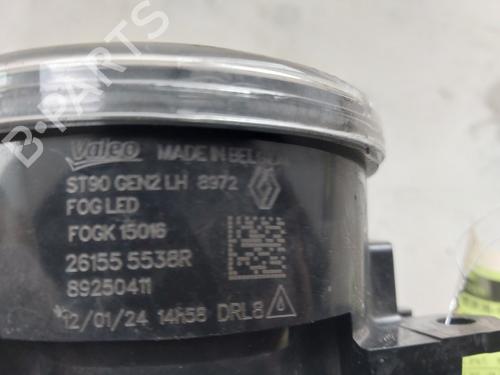 B-PARTS
Valeo MADE IN BELGIUM
ST90 GEN2 LH 8972
FOG LED
FOGK 15016
26155 5538R
89250411
12/01/24 14h58 DRL8